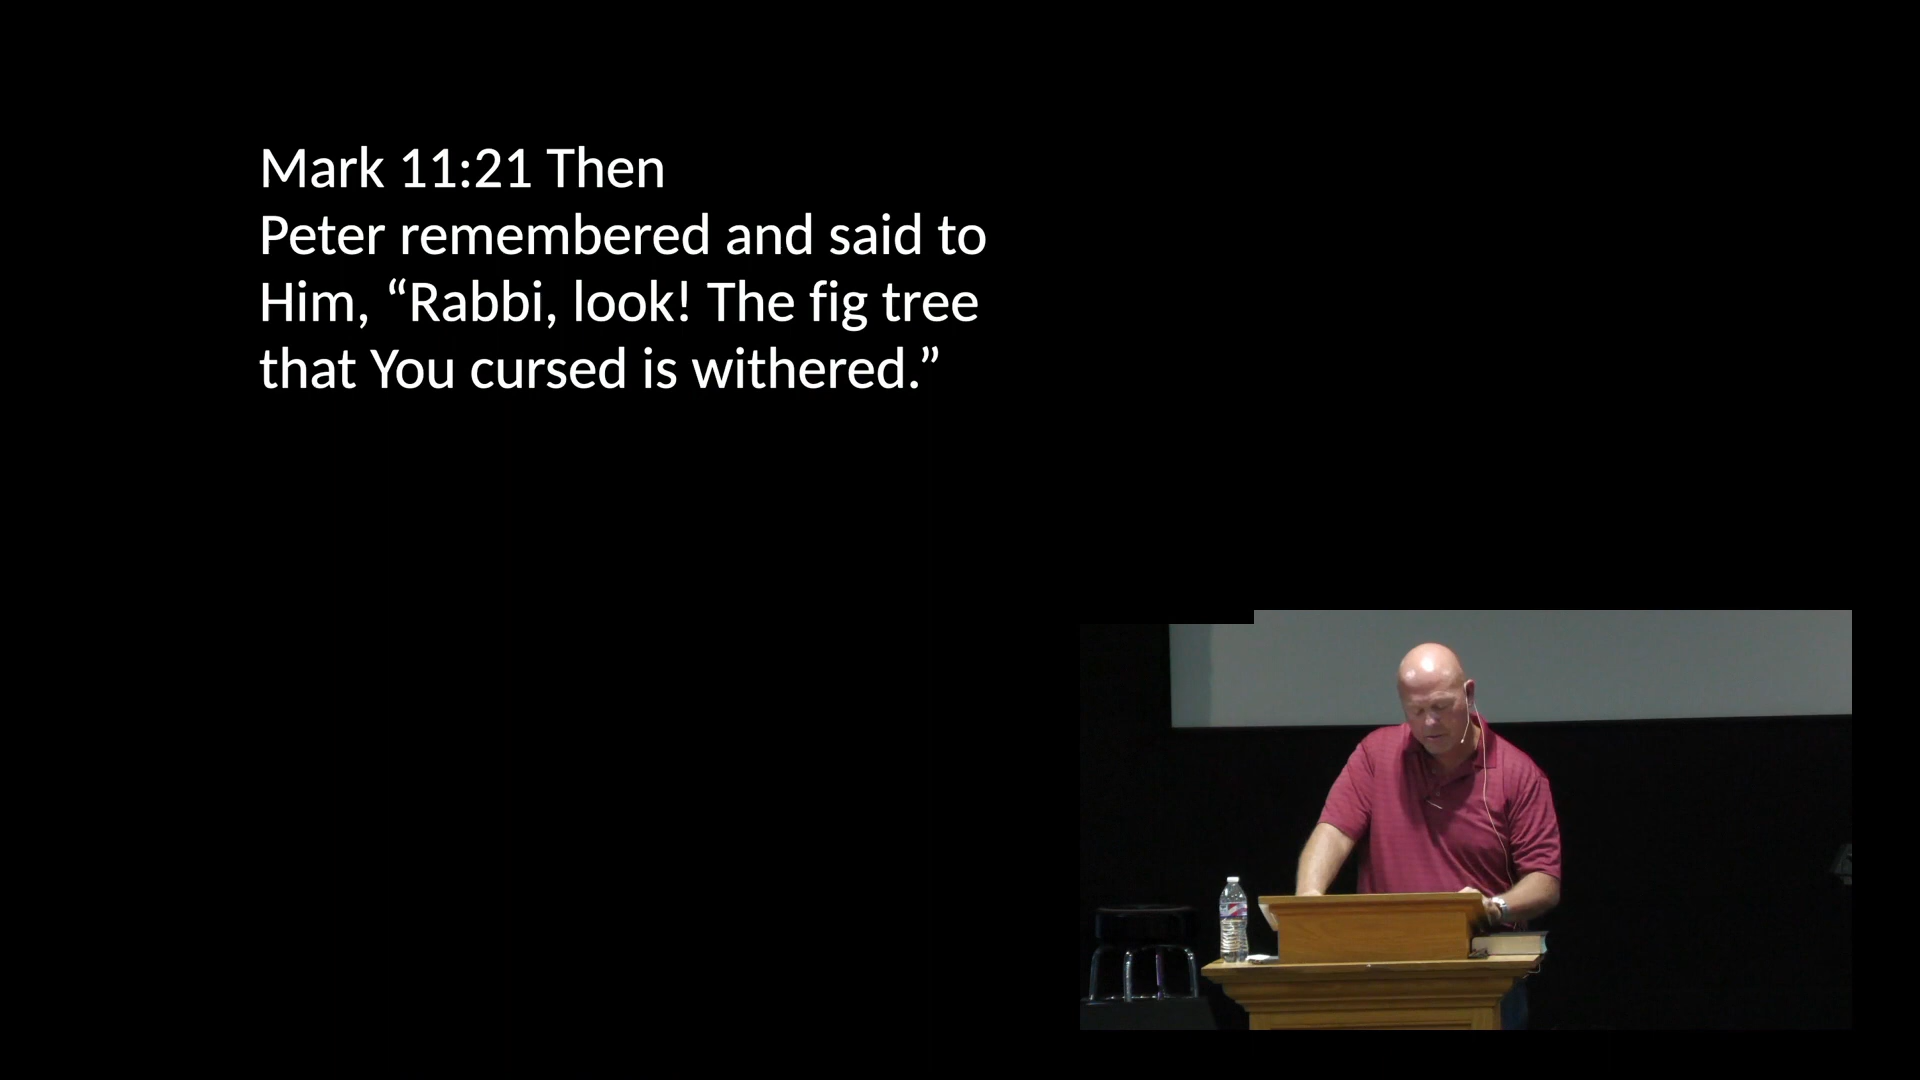 Mark 11:21 Then
Peter remembered and said to
Him, “Rabbi, look! The fig tree
that You cursed is withered.”